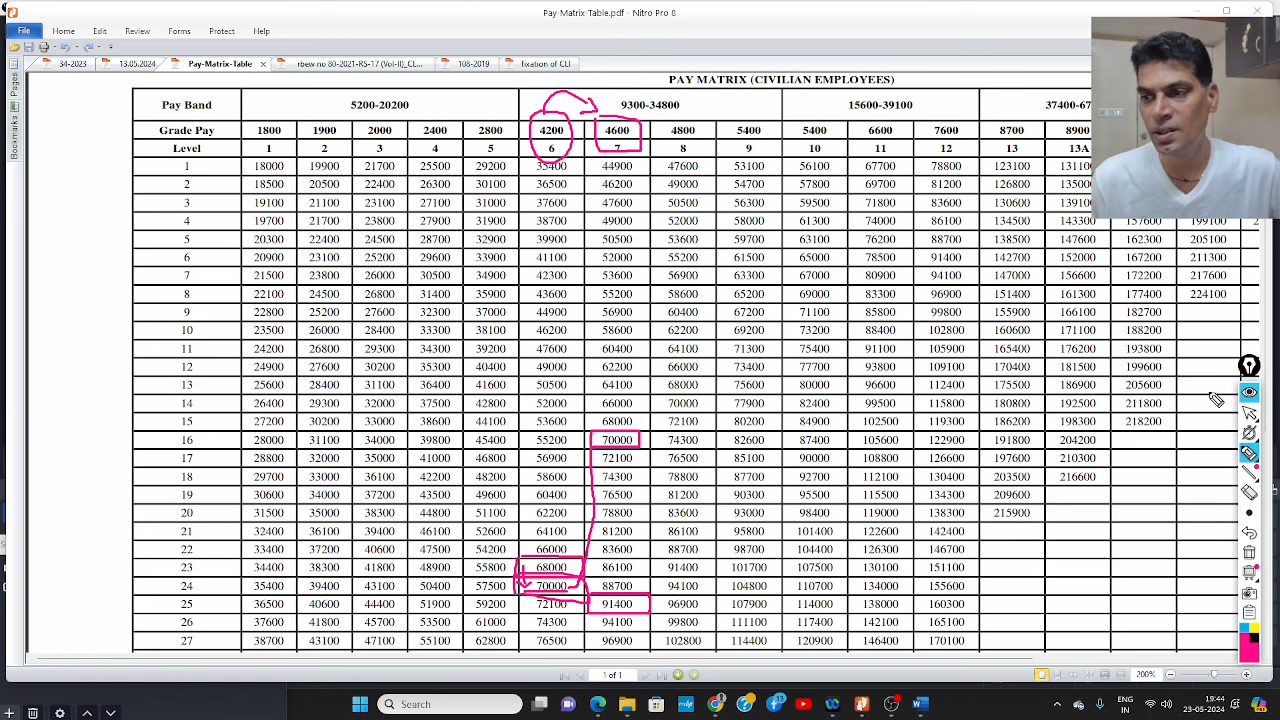 Pay-Matrix-Table.pdf - Nitro Pro 8
File Home Edit Review Forms Protect Help
34-2023 13.05.2024 Pay-Matrix-Table rbew no 80-2021-RS-17 (Vol-II)_CL... 108-2019 fixation of CLI
Pages
Bookmarks
PAY MATRIX (CIVILIAN EMPLOYEES)
Pay Band 5200-20200 9300-34800 15600-39100 37400-67
Grade Pay 1800 1900 2000 2400 2800 4200 4600 4800 5400 5400 6600 7600 8700 8900
Level 1 2 3 4 5 6 7 8 9 10 11 12 13 13A
1 18000 19900 21700 25500 29200 35400 44900 47600 53100 56100 67700 78800 123100 131100
2 18500 20500 22400 26300 30100 36500 46200 49000 54700 57800 69700 81200 126800 135000
3 19100 21100 23000 27100 31000 37600 47600 50500 56300 59500 71800 83600 130600 139100
4 19700 21700 23800 27900 31900 38700 49000 52000 58000 61300 74000 86100 134500 143300 157600 199100 2
5 20300 22400 24500 28700 32900 39900 50500 53600 59700 63100 76200 88700 138500 147600 162300 205100
6 20900 23100 25200 29600 33900 41100 52000 55200 61500 65000 78500 91400 142700 152000 167200 211300
7 21500 23800 26000 30500 34900 42300 53600 56900 63300 67000 80900 94100 147000 156600 172200 217600
8 22100 24500 26800 31400 35900 43600 55200 58600 65200 69000 83300 96900 151400 161300 177400 224100
9 22800 25200 27600 32300 37000 44900 56900 60400 67200 71100 85800 99800 155900 166100 182700
10 23500 26000 28400 33300 38100 46200 58600 62200 69200 73200 88400 102800 160600 171100 188200
11 24200 26800 29300 34300 39200 47600 60400 64100 71300 75400 91100 105900 165400 176200 193800
12 24900 27600 30200 35300 40400 49000 62200 66000 73400 77700 93800 109100 170400 181500 199600
13 25600 28400 31100 36400 41600 50500 64100 68000 75600 80000 96600 112400 175500 186900 205600
14 26400 29300 32000 37500 42800 52000 66000 70000 77900 82400 99500 115800 180800 192500 211800
15 27200 30200 33000 38600 44100 53600 68000 72100 80200 84900 102500 119300 186200 198300 218200
16 28000 31100 34000 39800 45400 55200 70000 74300 82600 87400 105600 122900 191800 204200
17 28800 32000 35000 41000 46800 56900 72100 76500 85100 90000 108800 126600 197600 210300
18 29700 33000 36100 42200 48200 58600 74300 78800 87700 92700 112100 130400 203500 216600
19 30600 34000 37200 43500 49600 60400 76500 81200 90300 95500 115500 134300 209600
20 31500 35000 38300 44800 51100 62200 78800 83600 93000 98400 119000 138300 215900
21 32400 36100 39400 46100 52600 64100 81200 86100 95800 101400 122600 142400
22 33400 37200 40600 47500 54200 66000 83600 88700 98700 104400 126300 146700
23 34400 38300 41800 48900 55800 68000 86100 91400 101700 107500 130100 151100
24 35400 39400 43100 50400 57500 70000 88700 94100 104800 110700 134000 155600
25 36500 40600 44400 51900 59200 72100 91400 96900 107900 114000 138000 160300
26 37600 41800 45700 53500 61000 74300 94100 99800 111100 117400 142100 165100
27 38700 43100 47100 55100 62800 76500 96900 102800 114400 120900 146400 170100
1 of 1 200%
Search ENG IN 19:44 23-05-2024